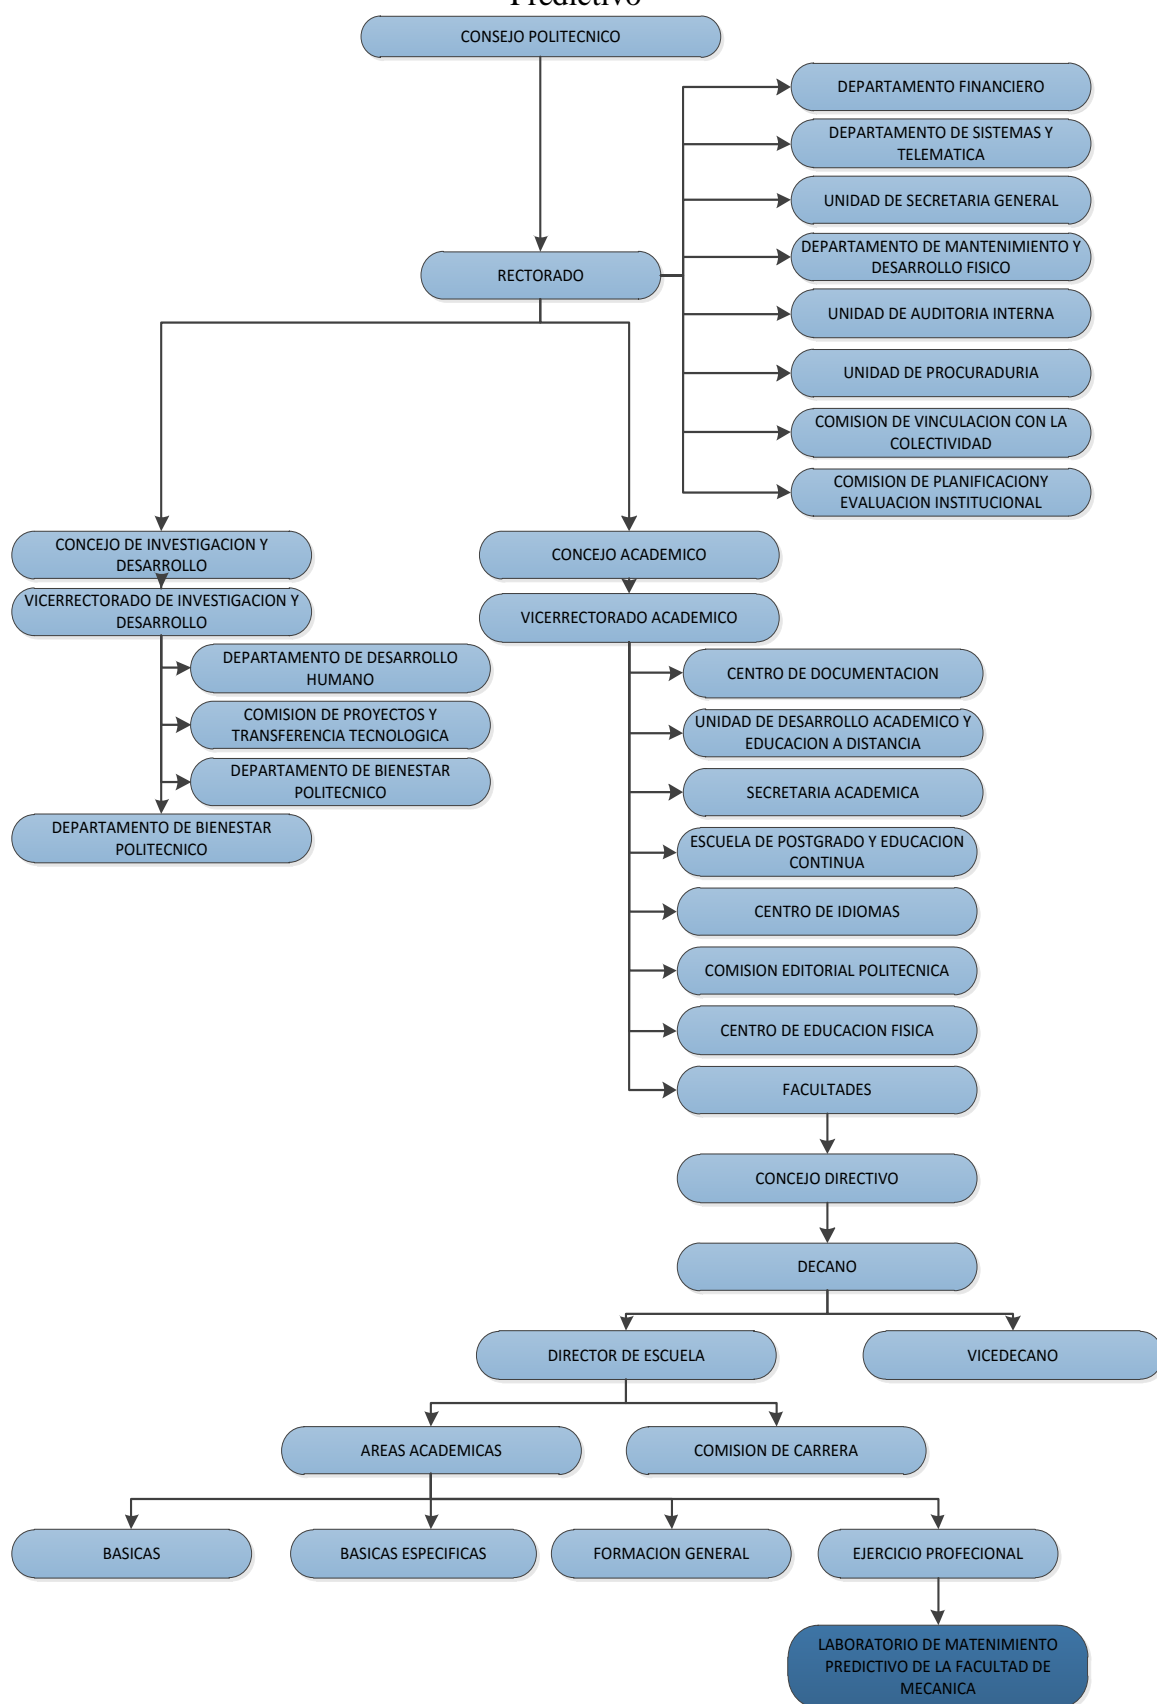 Predictivo
CONSEJO POLITECNICO
DEPARTAMENTO FINANCIERO
DEPARTAMENTO DE SISTEMAS Y
TELEMATICA
UNIDAD DE SECRETARIA GENERAL
DEPARTAMENTO DE MANTENIMIENTO Y
DESARROLLO FISICO
RECTORADO
UNIDAD DE AUDITORIA INTERNA
UNIDAD DE PROCURADURIA
COMISION DE VINCULACION CON LA
COLECTIVIDAD
COMISION DE PLANIFICACIONY
EVALUACION INSTITUCIONAL
CONCEJO DE INVESTIGACION Y
DESARROLLO
VICERRECTORADO DE INVESTIGACION Y
DESARROLLO
DEPARTAMENTO DE DESARROLLO
HUMANO
COMISION DE PROYECTOS Y
TRANSFERENCIA TECNOLOGICA
DEPARTAMENTO DE BIENESTAR
POLITECNICO
DEPARTAMENTO DE BIENESTAR
POLITECNICO
CONCEJO ACADEMICO
VICERRECTORADO ACADEMICO
CENTRO DE DOCUMENTACION
UNIDAD DE DESARROLLO ACADEMICO Y
EDUCACION A DISTANCIA
SECRETARIA ACADEMICA
ESCUELA DE POSTGRADO Y EDUCACION
CONTINUA
CENTRO DE IDIOMAS
COMISION EDITORIAL POLITECNICA
CENTRO DE EDUCACION FISICA
FACULTADES
CONCEJO DIRECTIVO
DECANO
DIRECTOR DE ESCUELA
VICEDECANO
AREAS ACADEMICAS
COMISION DE CARRERA
BASICAS
BASICAS ESPECIFICAS
FORMACION GENERAL
EJERCICIO PROFECIONAL
LABORATORIO DE MATENIMIENTO
PREDICTIVO DE LA FACULTAD DE
MECANICA